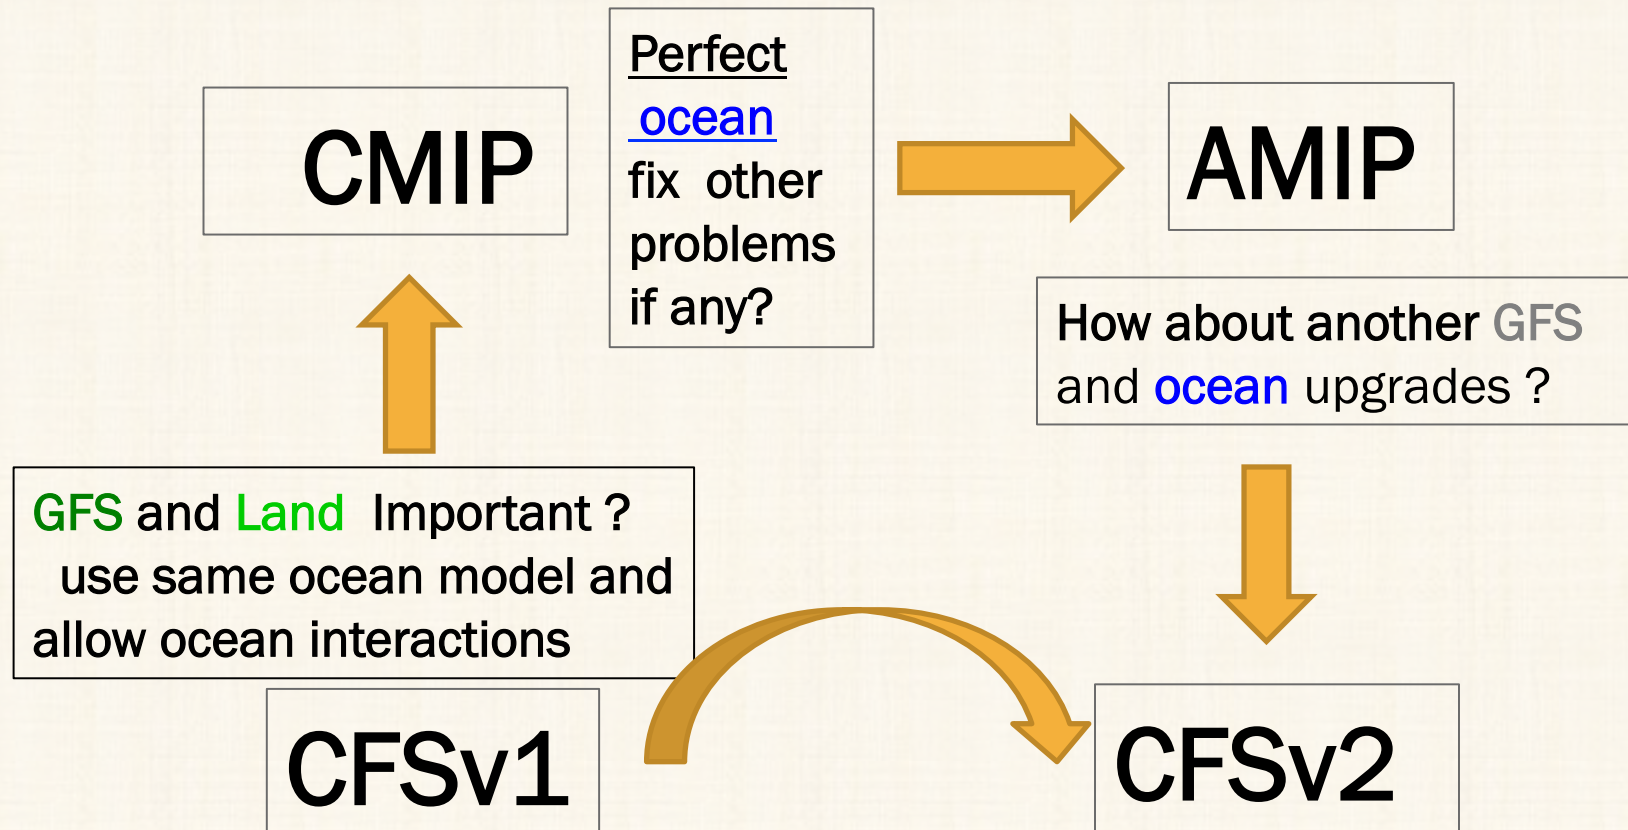 CMIP
Perfect
ocean
fix other
problems
if any?
AMIP
How about another GFS
and ocean upgrades ?
GFS and Land Important ?
use same ocean model and
allow ocean interactions
CFSv1
CFSv2